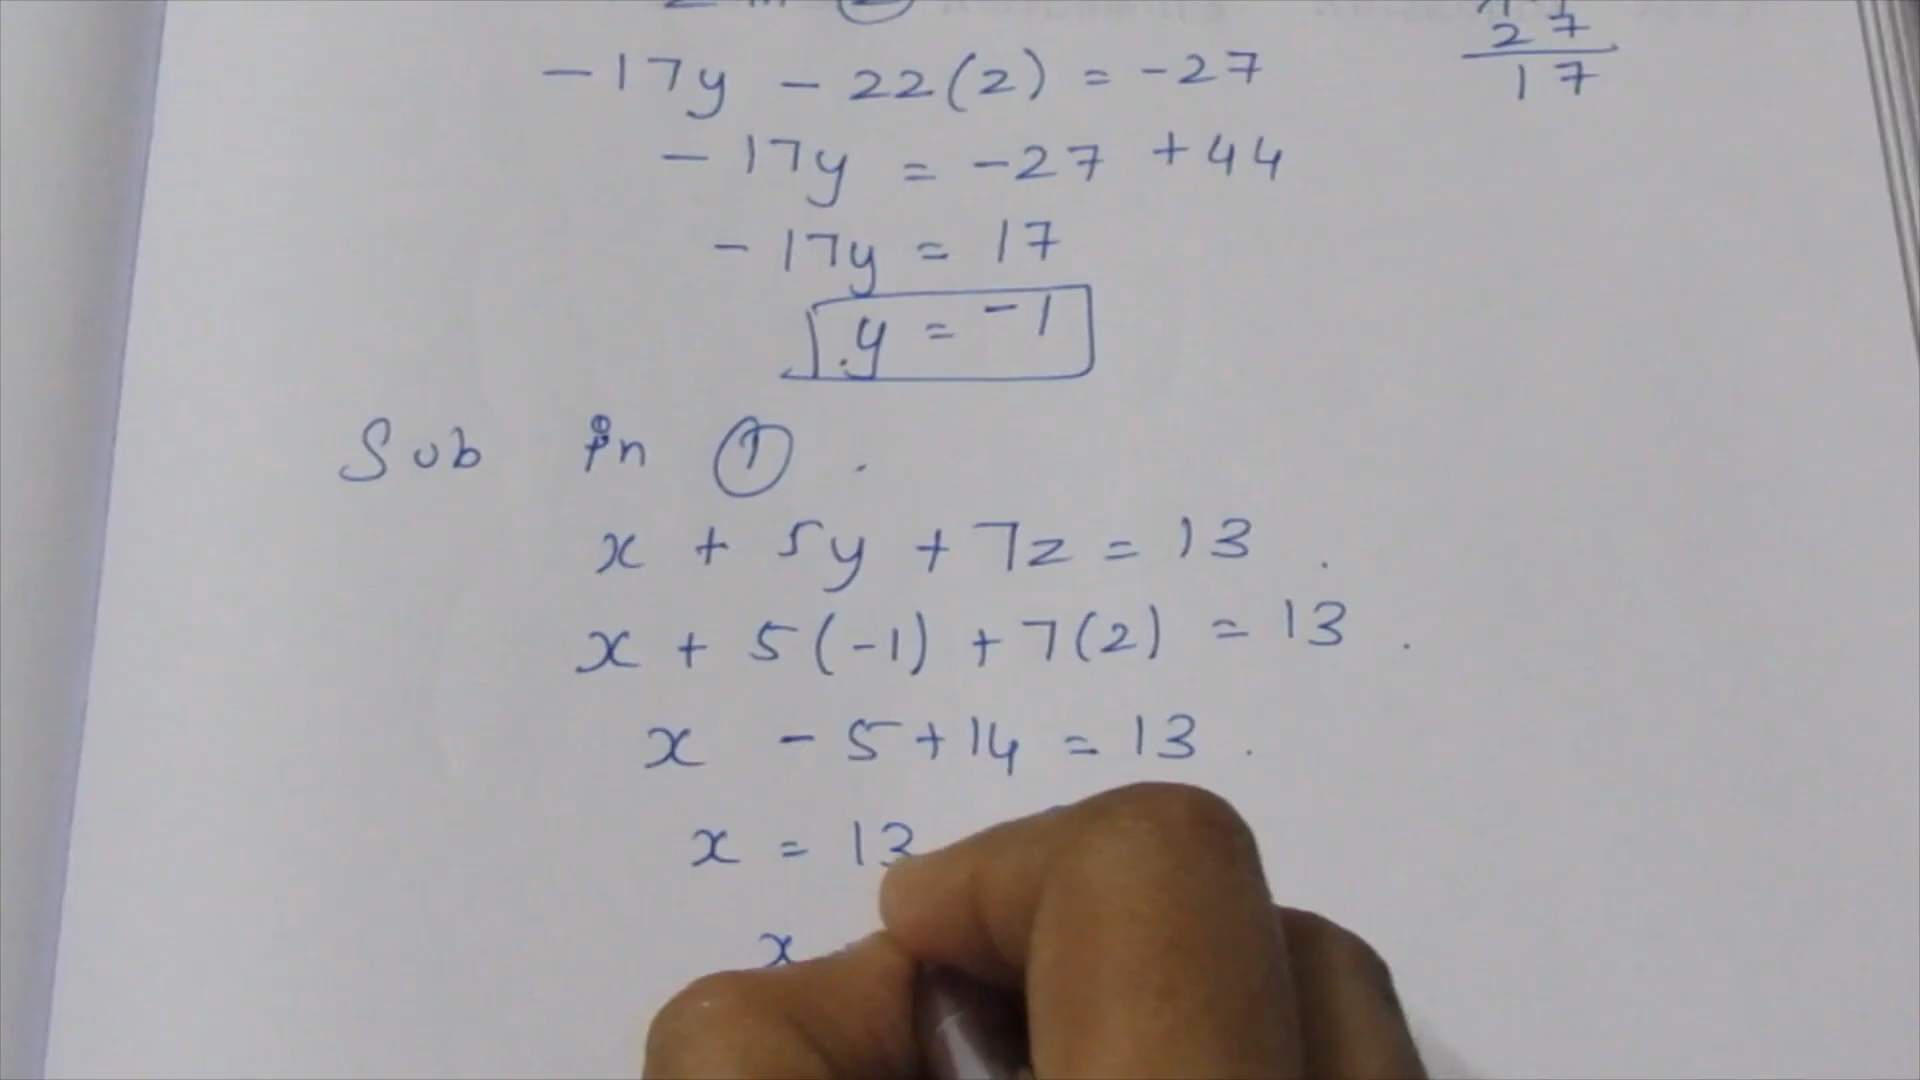 -17y - 22(2) = -27
27
17
-17y = -27 + 44
-17y = 17
y = -1
Sub in ① .
x + 5y + 7z = 13 .
x + 5(-1) + 7(2) = 13 .
x - 5 + 14 = 13 .
x = 13
x